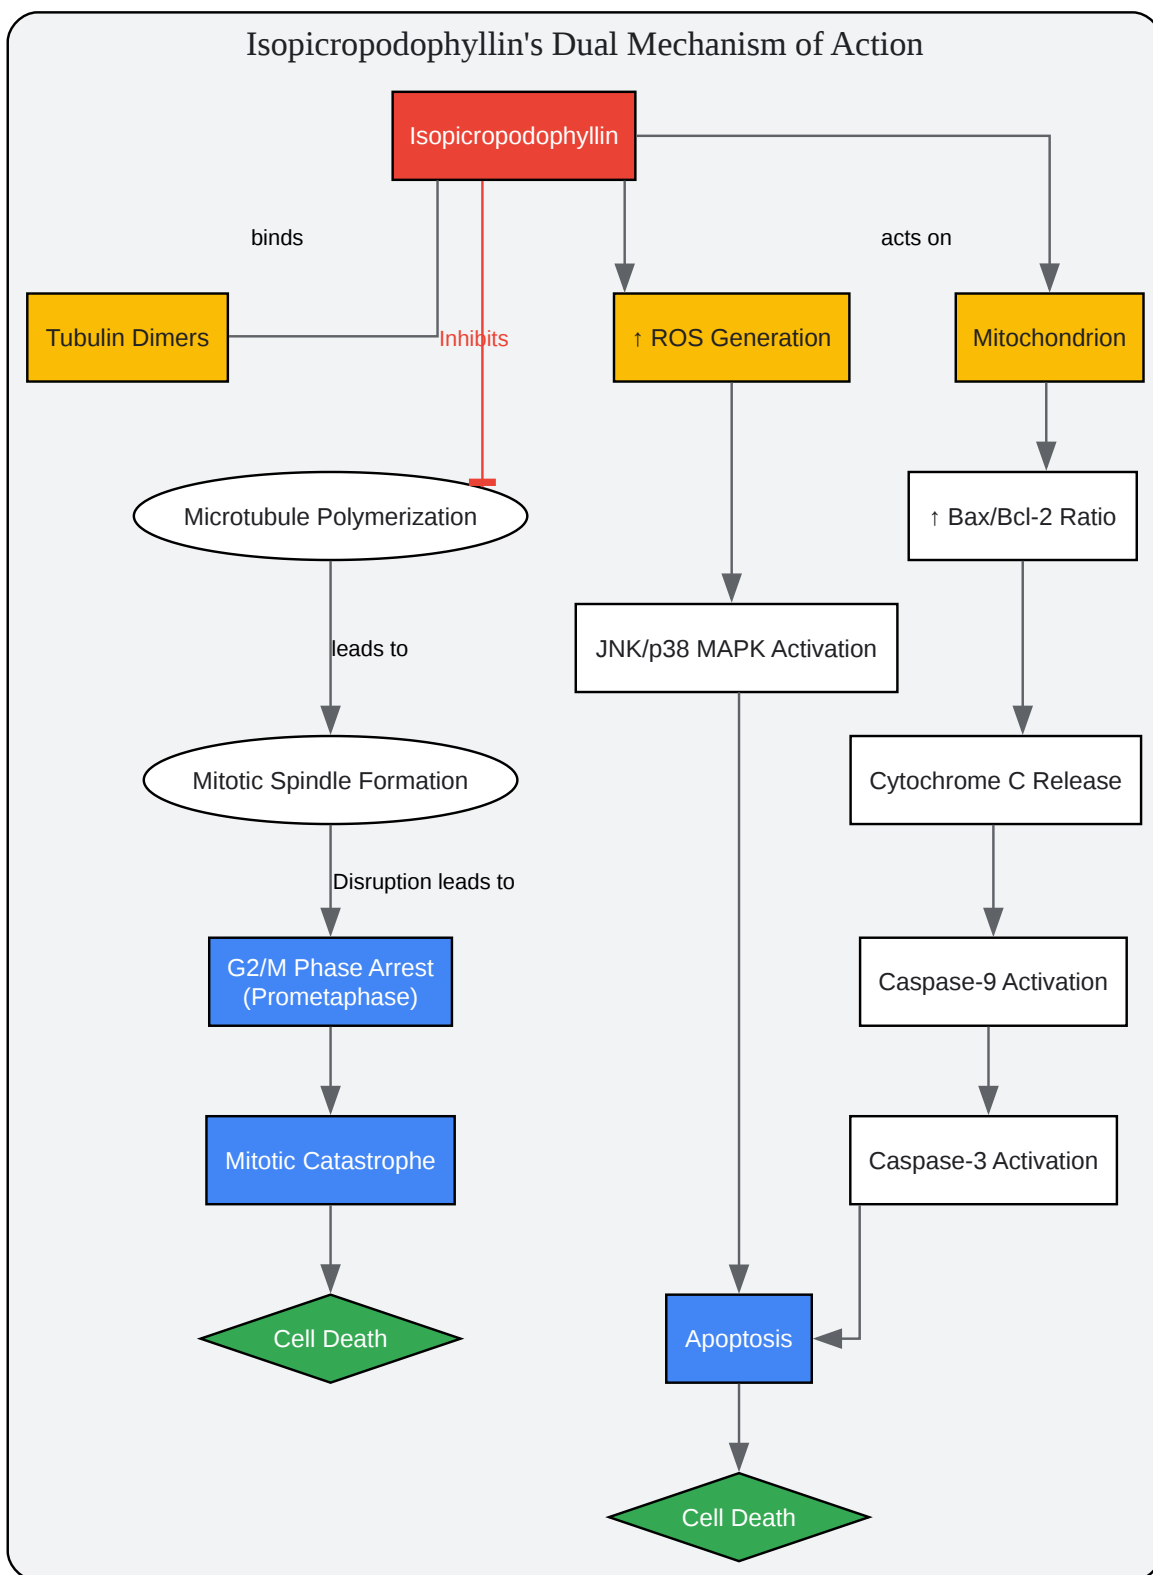 Isopicropodophyllin's Dual Mechanism of Action
Isopicropodophyllin
binds
acts on
Tubulin Dimers
Inhibits
↑ ROS Generation
Mitochondrion
Microtubule Polymerization
↑ Bax/Bcl-2 Ratio
leads to
JNK/p38 MAPK Activation
Mitotic Spindle Formation
Cytochrome C Release
Disruption leads to
G2/M Phase Arrest
(Prometaphase)
Caspase-9 Activation
Mitotic Catastrophe
Caspase-3 Activation
Cell Death
Apoptosis
Cell Death